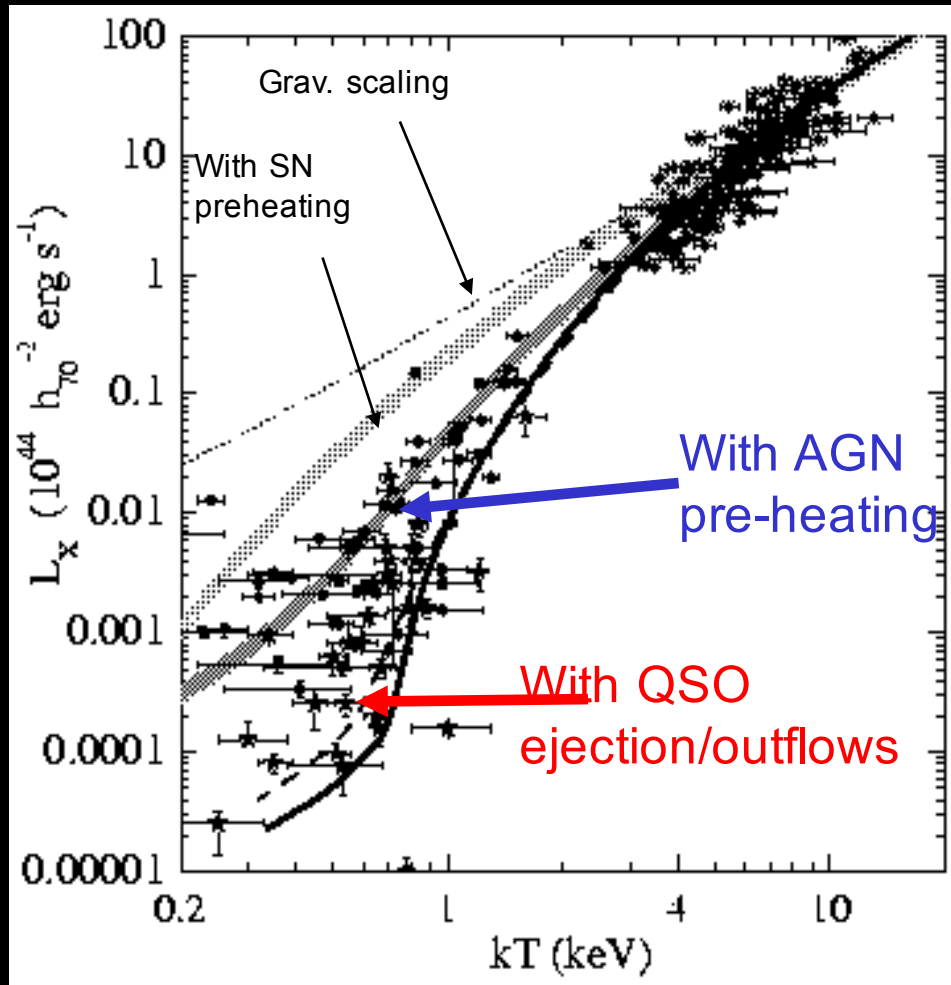 100
10
1
0.1
0.01
0.001
0.0001
0.00001
0.2
1
4
10
kT (keV)
L_x (10^44 h_70^-2 erg s^-1)
Grav. scaling
With SN
preheating
With AGN
pre-heating
With QSO
ejection/outflows